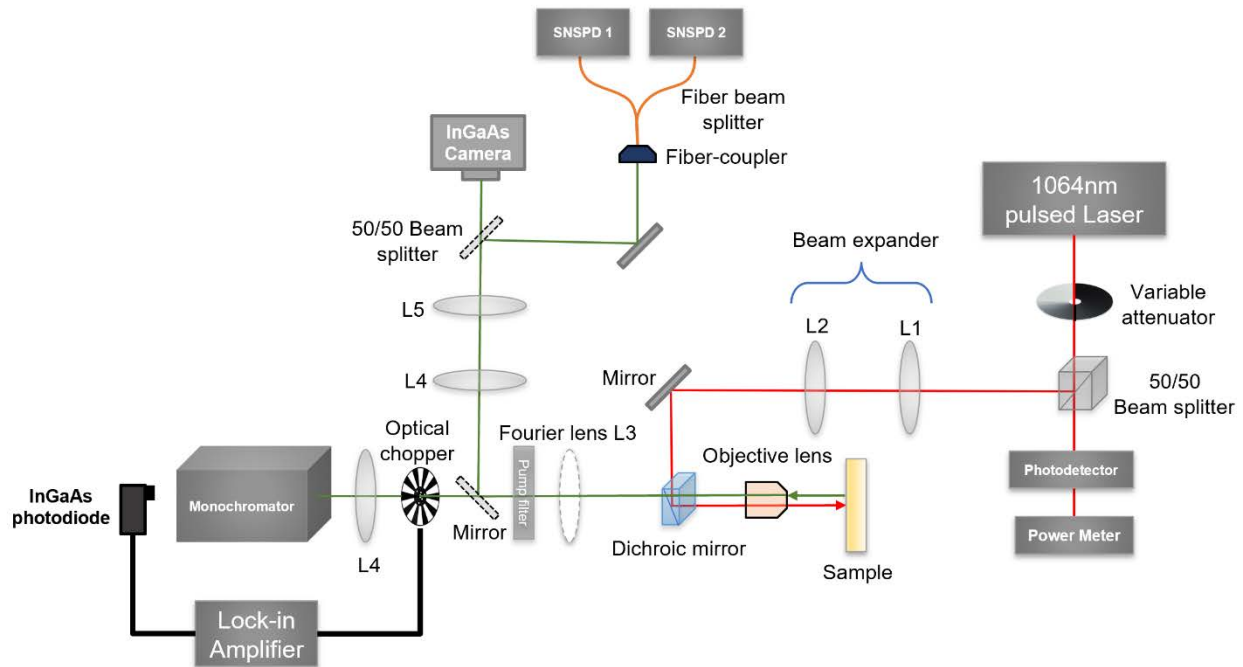 SNSPD 1
SNSPD 2
Fiber beam
splitter
InGaAs
Camera
Fiber-coupler
1064nm
pulsed Laser
50/50 Beam
splitter
Beam expander
Variable
attenuator
L5
L2
L1
L4
Mirror
50/50
Beam splitter
Optical
chopper
Fourier lens L3
Objective lens
Photodetector
InGaAs
photodiode
Monochromator
Pump filter
Mirror
Power Meter
Dichroic mirror
L4
Sample
Lock-in
Amplifier